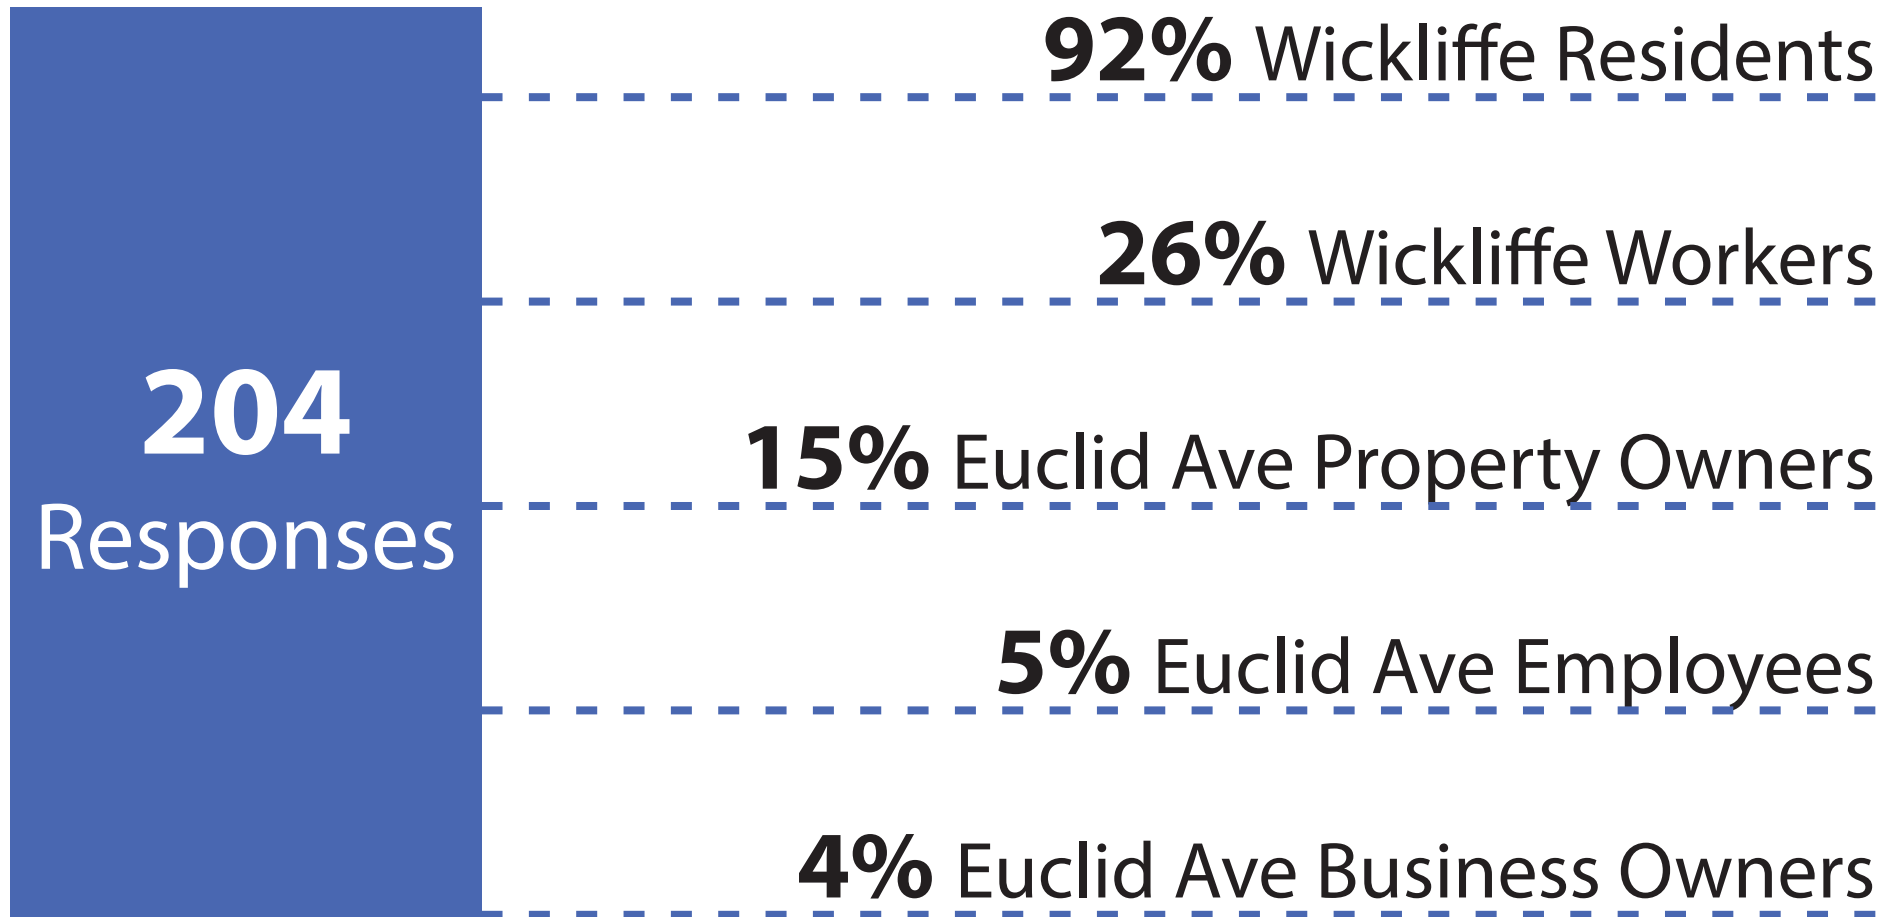 204
Responses
92% Wickliffe Residents
26% Wickliffe Workers
15% Euclid Ave Property Owners
5% Euclid Ave Employees
4% Euclid Ave Business Owners